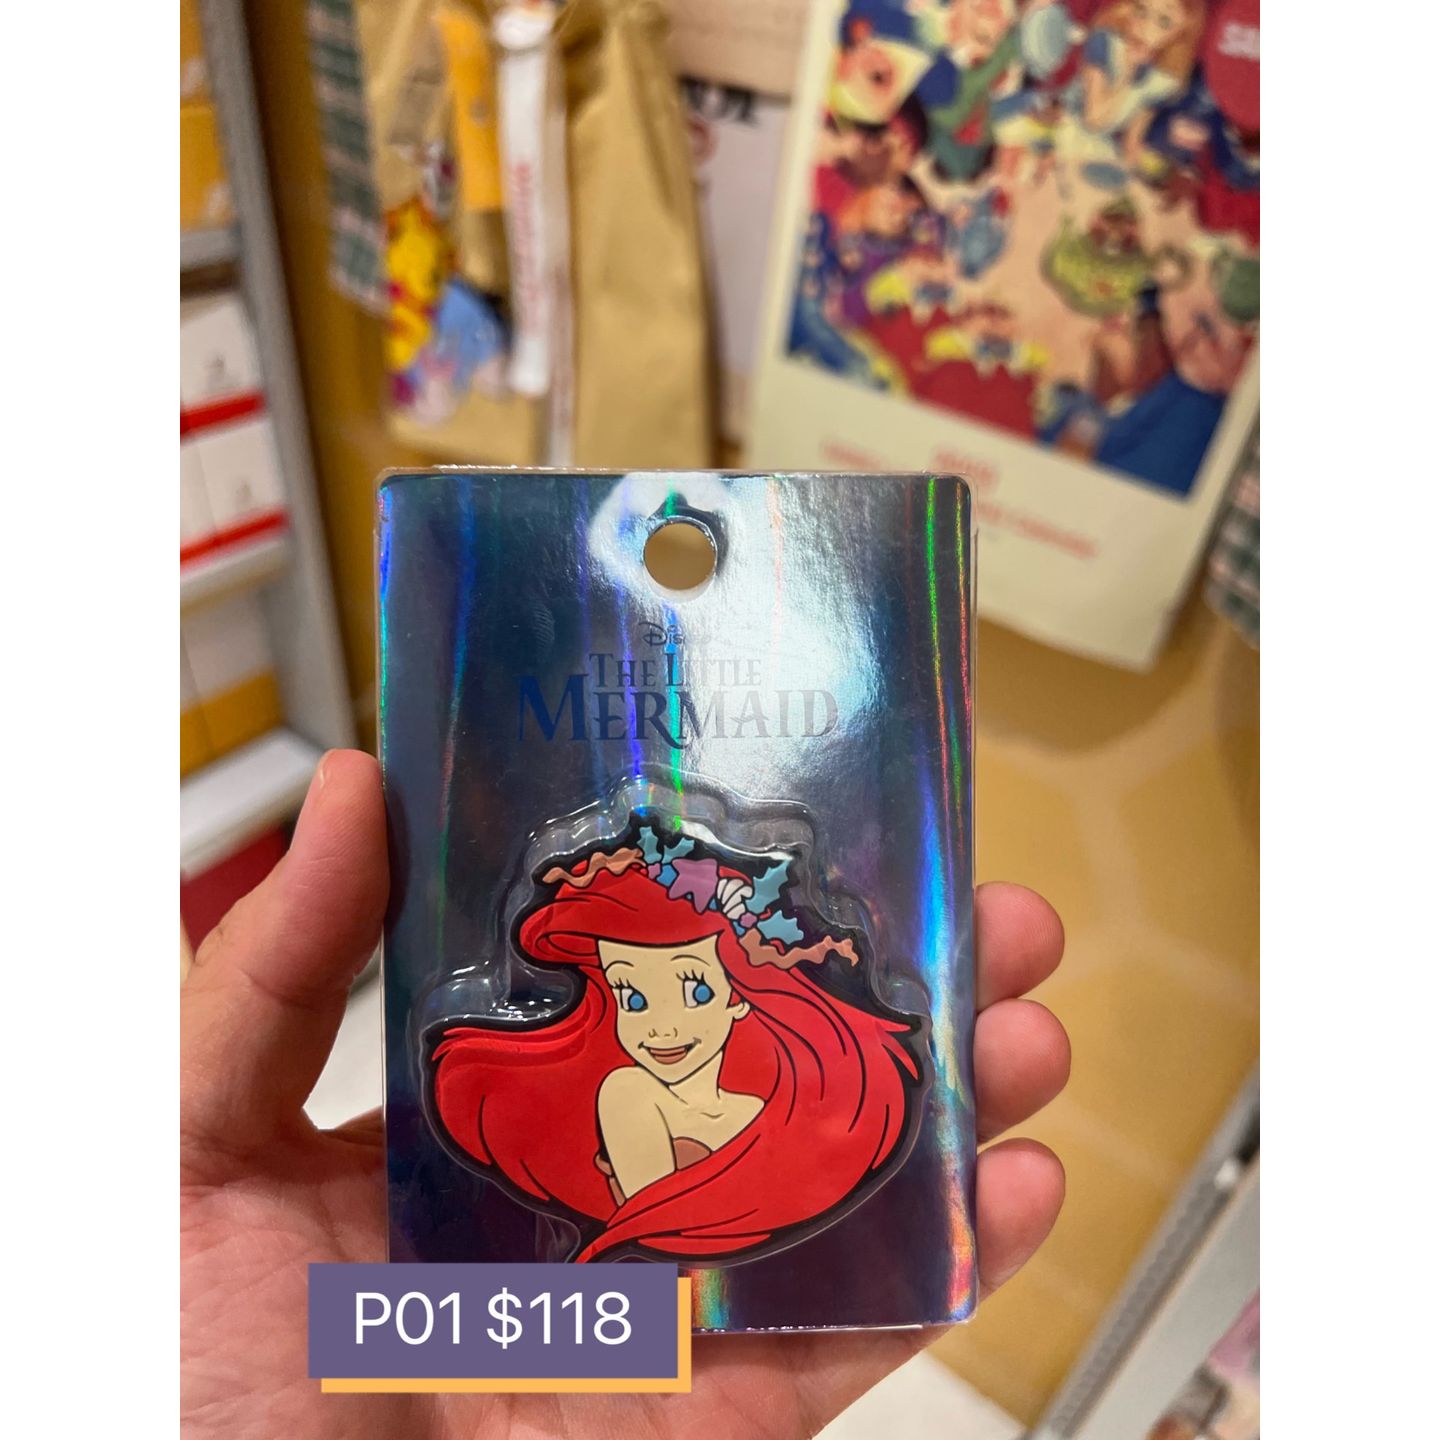 Disney
THE LITTLE
MERMAID
P01 $118